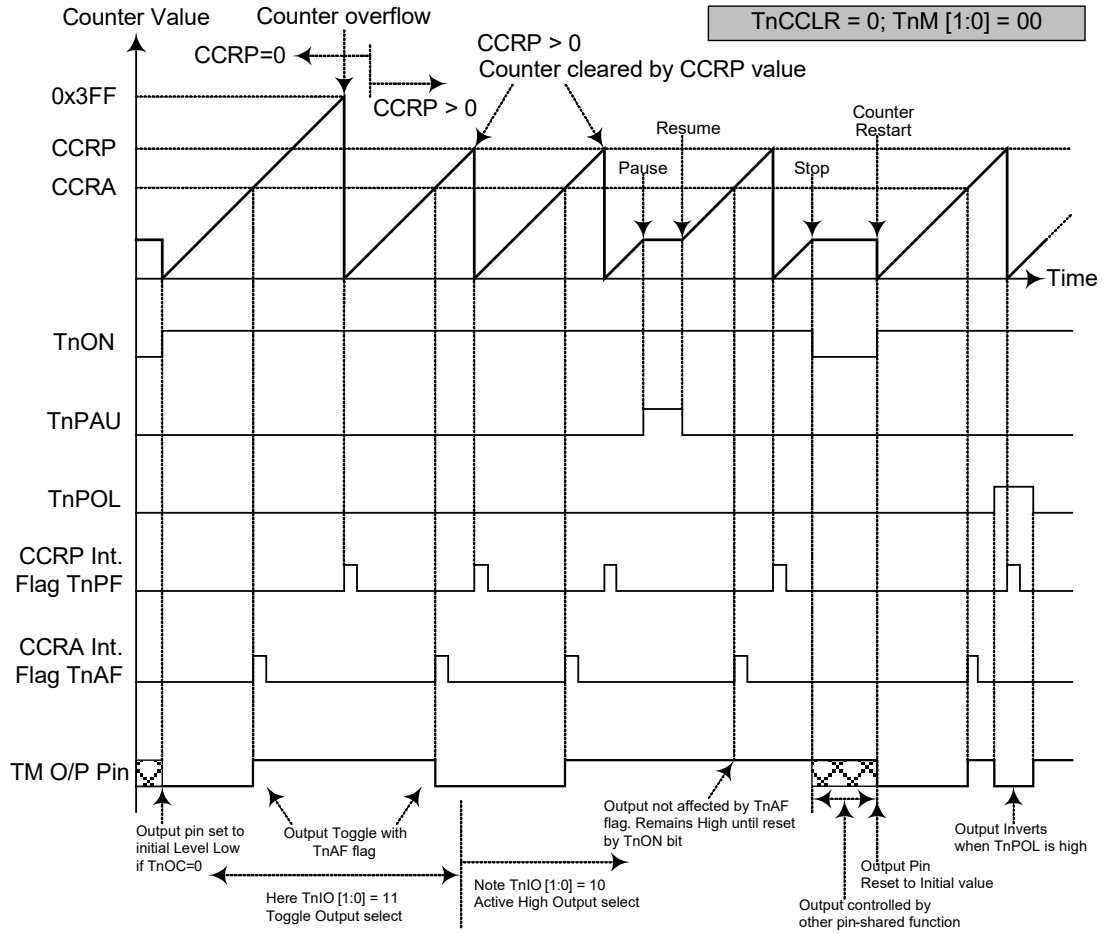 Counter Value
Counter overflow
TnCCLR = 0; TnM [1:0] = 00
CCRP=0
CCRP > 0
CCRP > 0
Counter cleared by CCRP value
0x3FF
CCRP
CCRA
Pause
Resume
Stop
Counter
Restart
Time
TnON
TnPAU
TnPOL
CCRP Int.
Flag TnPF
CCRA Int.
Flag TnAF
TM O/P Pin
Output pin set to
initial Level Low
if TnOC=0
Output Toggle with
TnAF flag
Here TnIO [1:0] = 11
Toggle Output select
Note TnIO [1:0] = 10
Active High Output select
Output not affected by TnAF
flag. Remains High until reset
by TnON bit
Output controlled by
other pin-shared function
Output Pin
Reset to Initial value
Output Inverts
when TnPOL is high